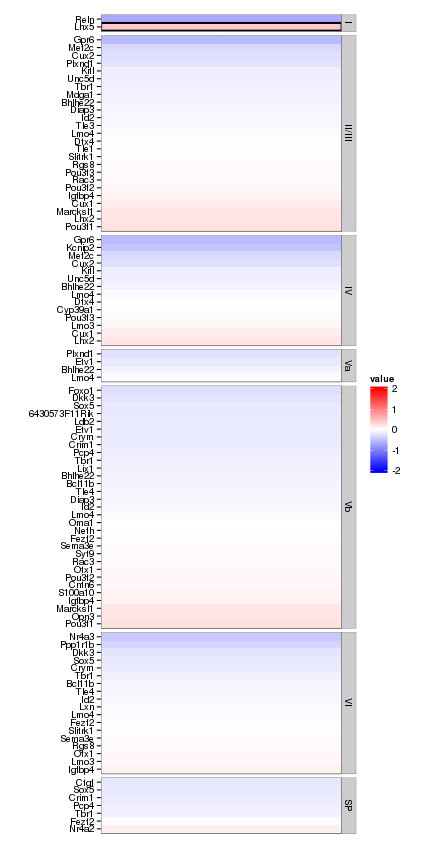 Reln
Lhx5
I
Gpr6
Mef2c
Cux2
Plxnd1
Kitl
Unc5d
Tbr1
Mdga1
Bhlhe22
Diap3
Id2
Tle3
Lmo4
Dtx4
Tle1
Slitrk1
Rgs8
Pou3f3
Rac3
Pou3f2
Igfbp4
Cux1
Marcksl1
Lhx2
Pou3f1
II/III
Gpr6
Kcnip2
Mef2c
Cux2
Kitl
Unc5d
Bhlhe22
Lmo4
Dtx4
Cyp39a1
Pou3f3
Lmo3
Cux1
Lhx2
IV
Plxnd1
Etv1
Bhlhe22
Lmo4
Va
Foxo1
Dkk3
Sox5
6430573F11Rik
Ldb2
Etv1
Crym
Crim1
Pcp4
Tbr1
Lix1
Bhlhe22
Bcl11b
Tle4
Diap3
Id2
Lmo4
Oma1
Nefh
Fezf2
Sema3e
Syt9
Rac3
Otx1
Pou3f2
Cntn6
S100a10
Igfbp4
Marcksl1
Opn3
Pou3f1
Vb
Nr4a3
Ppp1r1b
Dkk3
Sox5
Crym
Tbr1
Bcl11b
Tle4
Id2
Lxn
Lmo4
Fezf2
Slitrk1
Sema3e
Rgs8
Otx1
Lmo3
Igfbp4
VI
Ctgf
Sox5
Crim1
Pcp4
Tbr1
Fezf2
Nr4a2
SP
value
2
1
0
-1
-2